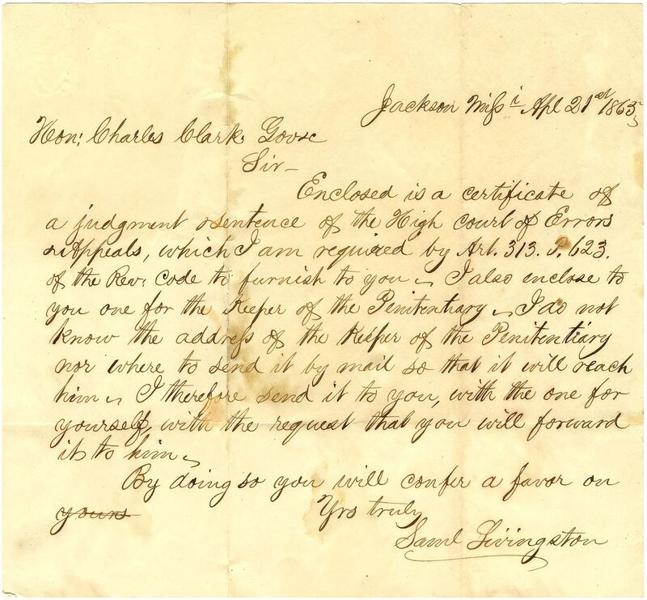 Jackson Missi Apl 21st 1865
Hon: Charles Clark, Govr
Sir –
Enclosed is a certificate of
a judgment & sentence of the High court of Errors
& Appeals, which I am required by Art. 313. P. 623.
of the Rev: Code to furnish to you – I also enclose to
you one for the Keeper of the Penitentiary – I do not
know the address of the Keeper of the Penitentiary
nor where to send it by mail so that it will reach
him – I therefore send it to you, with the one for
yourself, with the request that you will forward
it to him –
By doing so you will confer a favor on
yours Yrs truly
Saml Livingston